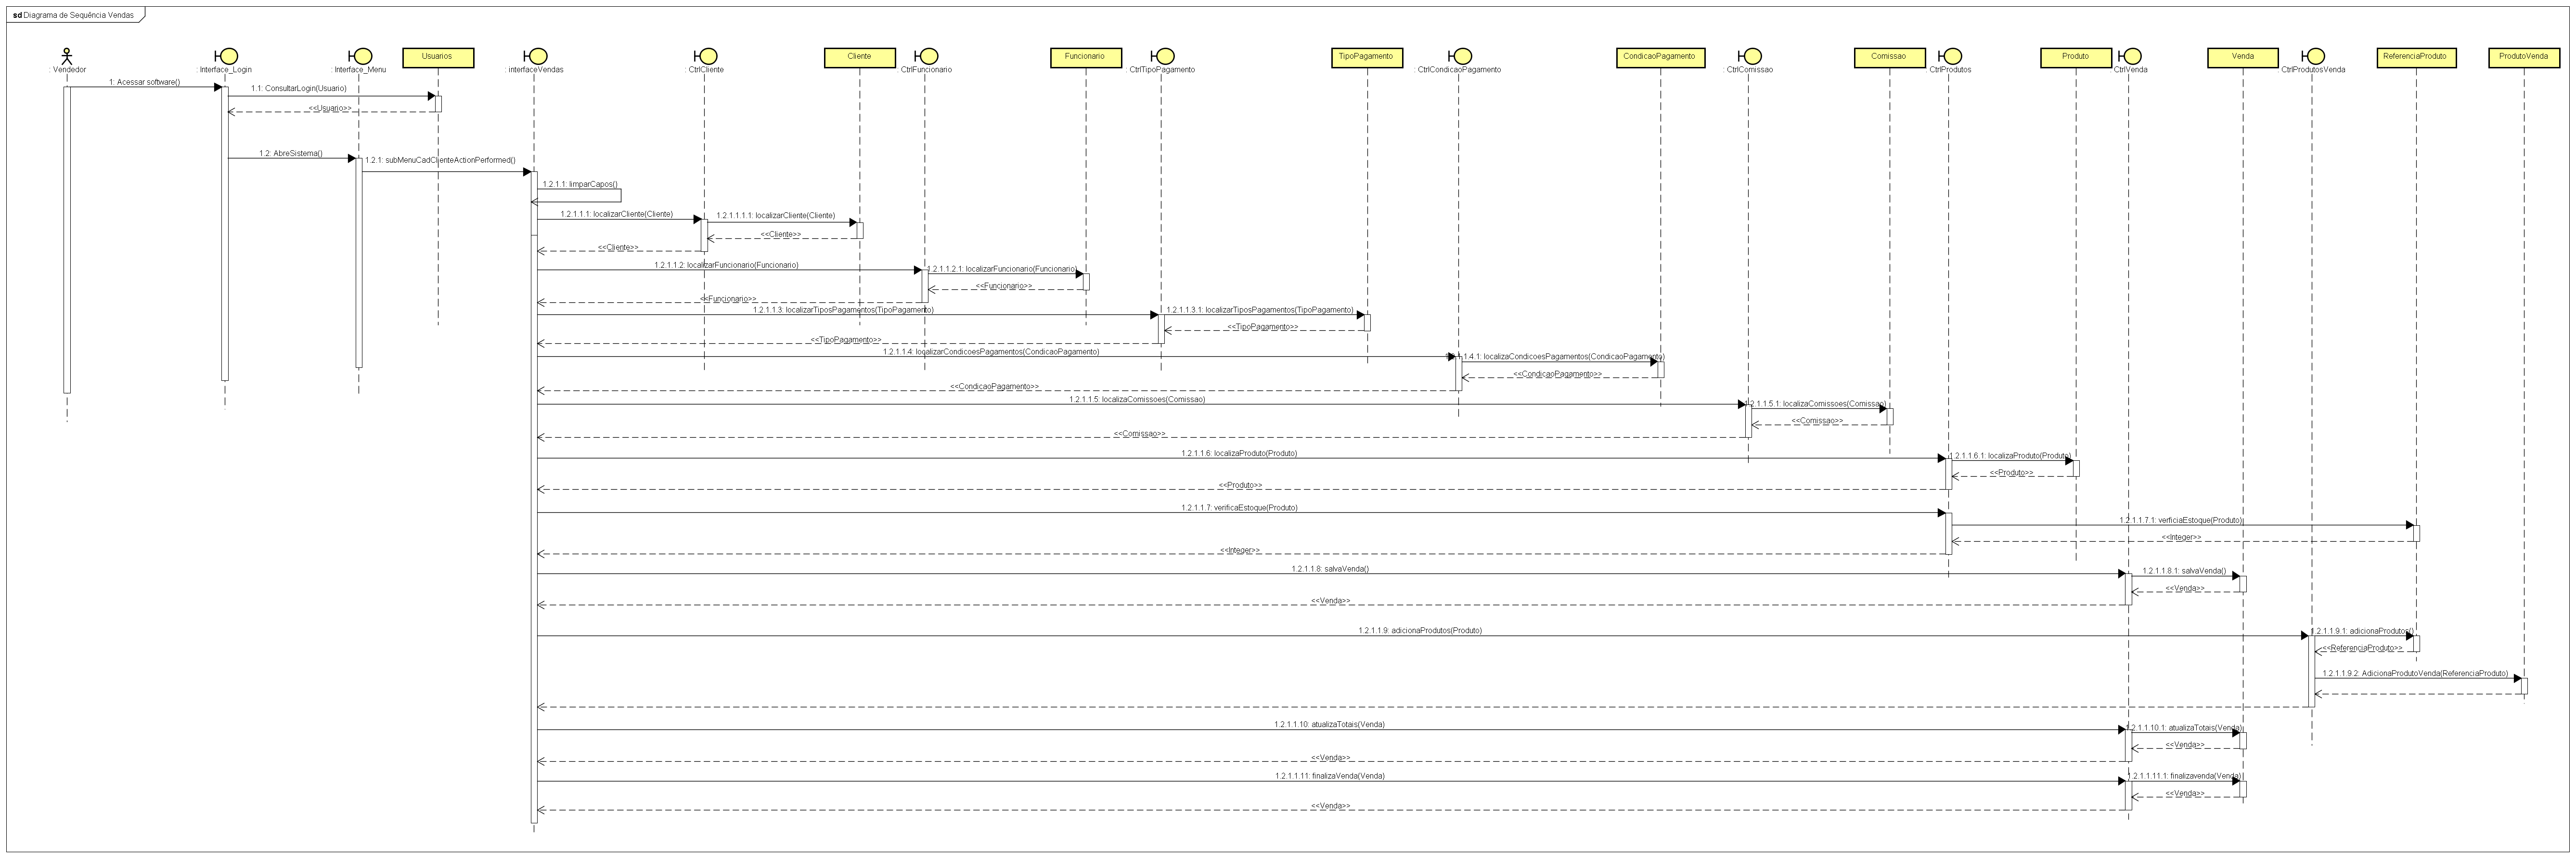 sd Diagrama de Sequência Vendas
: Vendedor
: Interface_Login
: Interface_Menu
Usuarios
: interfaceVendas
: CtrlCliente
Cliente
CtrlFuncionario
Funcionario
: CtrlTipoPagamento
TipoPagamento
: CtrlCondicaoPagamento
CondicaoPagamento
: CtrlComissao
Comissao
CtrlProdutos
Produto
CtrlVenda
Venda
CtrlProdutosVenda
ReferenciaProduto
ProdutoVenda
1: Acessar software()
1.1: ConsultarLogin(Usuario)
<<Usuario>>
1.2: AbreSistema()
1.2.1: subMenuCadClienteActionPerformed()
1.2.1.1: limparCapos()
1.2.1.1.1: localizarCliente(Cliente)
1.2.1.1.1.1: localizarCliente(Cliente)
<<Cliente>>
<<Cliente>>
1.2.1.1.2: localizarFuncionario(Funcionario)
1.2.1.1.2.1: localizarFuncionario(Funcionario)
<<Funcionario>>
<<Funcionario>>
1.2.1.1.3: localizarTiposPagamentos(TipoPagamento)
1.2.1.1.3.1: localizarTiposPagamentos(TipoPagamento)
<<TipoPagamento>>
<<TipoPagamento>>
1.2.1.1.4: localizarCondicoesPagamentos(CondicaoPagamento)
1.4.1: localizaCondicoesPagamentos(CondicaoPagamento)
<<CondicaoPagamento>>
<<CondicaoPagamento>>
1.2.1.1.5: localizaComissoes(Comissao)
1.2.1.1.5.1: localizaComissoes(Comissao)
<<Comissao>>
<<Comissao>>
1.2.1.1.6: localizaProduto(Produto)
1.2.1.1.6.1: localizaProduto(Produto)
<<Produto>>
<<Produto>>
1.2.1.1.7: verificaEstoque(Produto)
1.2.1.1.7.1: verficiaEstoque(Produto)
<<Integer>>
<<Integer>>
1.2.1.1.8: salvaVenda()
1.2.1.1.8.1: salvaVenda()
<<Venda>>
<<Venda>>
1.2.1.1.9: adicionaProdutos(Produto)
1.2.1.1.9.1: adicionaProdutos()
<<ReferenciaProduto>>
1.2.1.1.9.2: AdicionaProdutoVenda(ReferenciaProduto)
1.2.1.1.10: atualizaTotais(Venda)
1.2.1.1.10.1: atualizaTotais(Venda)
<<Venda>>
<<Venda>>
1.2.1.1.11: finalizaVenda(Venda)
1.2.1.1.11.1: finalizavenda(Venda)
<<Venda>>
<<Venda>>